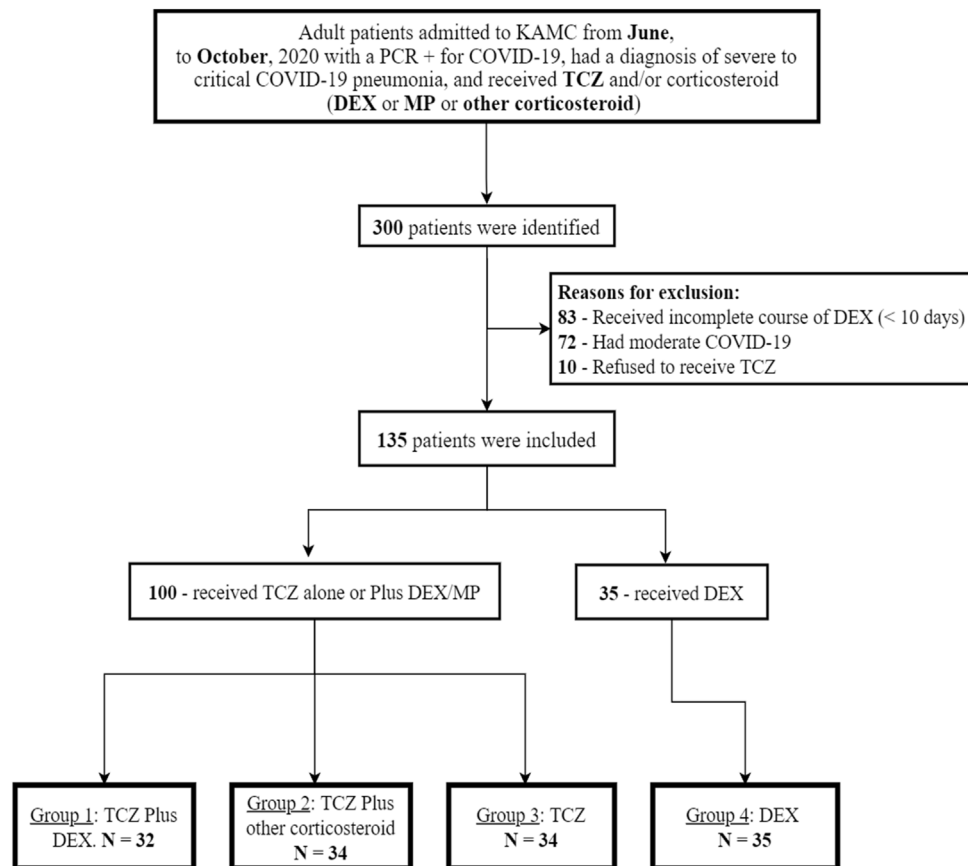 Adult patients admitted to KAMC from June,
to October, 2020 with a PCR + for COVID-19, had a diagnosis of severe to
critical COVID-19 pneumonia, and received TCZ and/or corticosteroid
(DEX or MP or other corticosteroid)
300 patients were identified
Reasons for exclusion:
83 - Received incomplete course of DEX (< 10 days)
72 - Had moderate COVID-19
10 - Refused to receive TCZ
135 patients were included
100 - received TCZ alone or Plus DEX/MP
35 - received DEX
Group 1: TCZ Plus
DEX. N = 32
Group 2: TCZ Plus
other corticosteroid
N = 34
Group 3: TCZ
N = 34
Group 4: DEX
N = 35